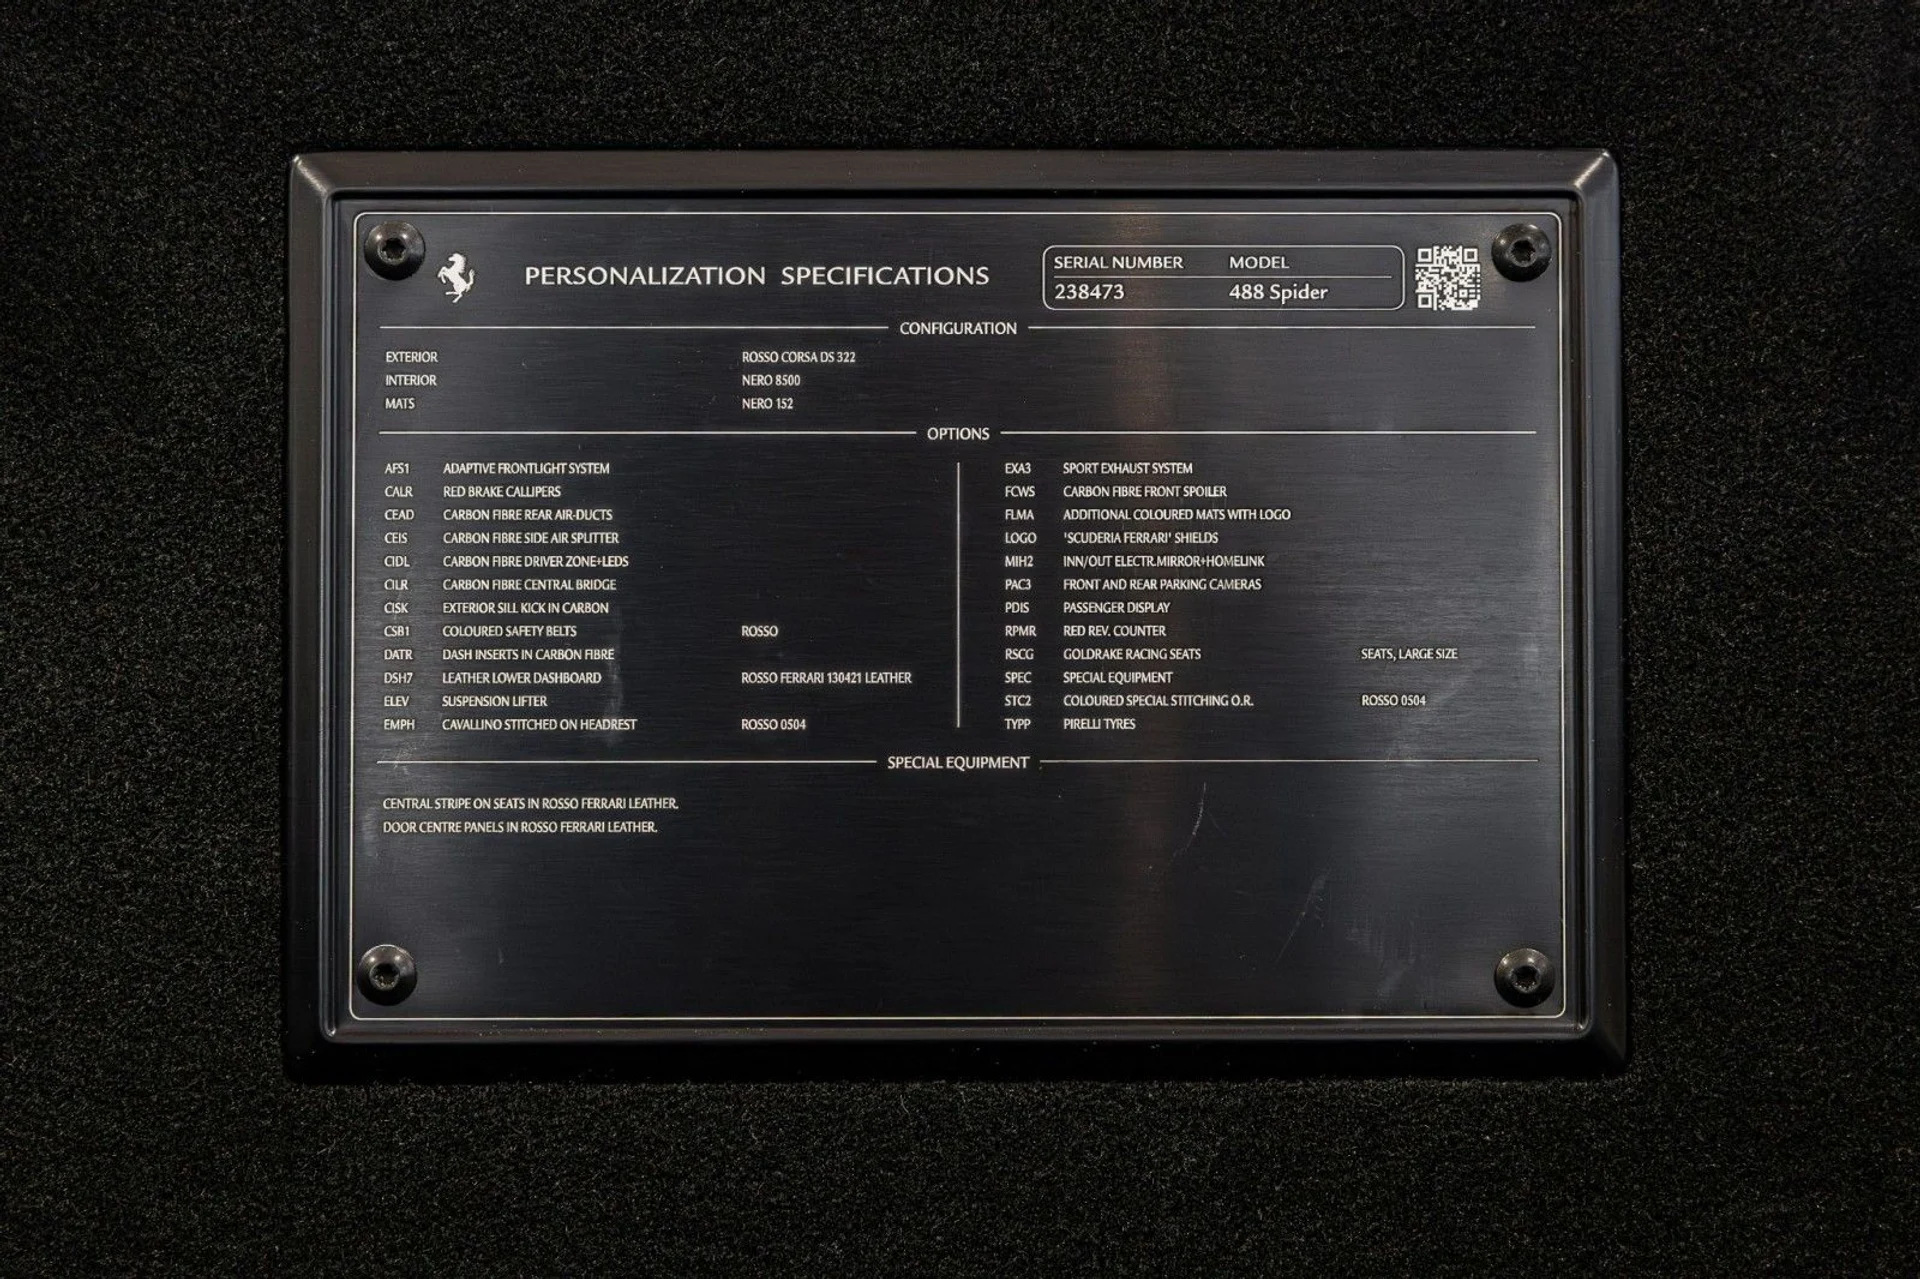 PERSONALIZATION SPECIFICATIONS
SERIAL NUMBER MODEL
238473 488 Spider
CONFIGURATION
EXTERIOR ROSSO CORSA DS 322
INTERIOR NERO 8500
MATS NERO 152
OPTIONS
AFS1 ADAPTIVE FRONTLIGHT SYSTEM
CALR RED BRAKE CALLIPERS
CEAD CARBON FIBRE REAR AIR-DUCTS
CEIS CARBON FIBRE SIDE AIR SPLITTER
CIDL CARBON FIBRE DRIVER ZONE+LEDS
CILR CARBON FIBRE CENTRAL BRIDGE
CISK EXTERIOR SILL KICK IN CARBON
CSB1 COLOURED SAFETY BELTS ROSSO
DATR DASH INSERTS IN CARBON FIBRE
DSH7 LEATHER LOWER DASHBOARD ROSSO FERRARI 130421 LEATHER
ELEV SUSPENSION LIFTER
EMPH CAVALLINO STITCHED ON HEADREST ROSSO 0504
EXA3 SPORT EXHAUST SYSTEM
FCWS CARBON FIBRE FRONT SPOILER
FLMA ADDITIONAL COLOURED MATS WITH LOGO
LOGO 'SCUDERIA FERRARI' SHIELDS
MIH2 INN/OUT ELECTR.MIRROR+HOMELINK
PAC3 FRONT AND REAR PARKING CAMERAS
PDIS PASSENGER DISPLAY
RPMR RED REV. COUNTER
RSCG GOLDRAKE RACING SEATS SEATS, LARGE SIZE
SPEC SPECIAL EQUIPMENT
STC2 COLOURED SPECIAL STITCHING O.R. ROSSO 0504
TYPP PIRELLI TYRES
SPECIAL EQUIPMENT
CENTRAL STRIPE ON SEATS IN ROSSO FERRARI LEATHER.
DOOR CENTRE PANELS IN ROSSO FERRARI LEATHER.